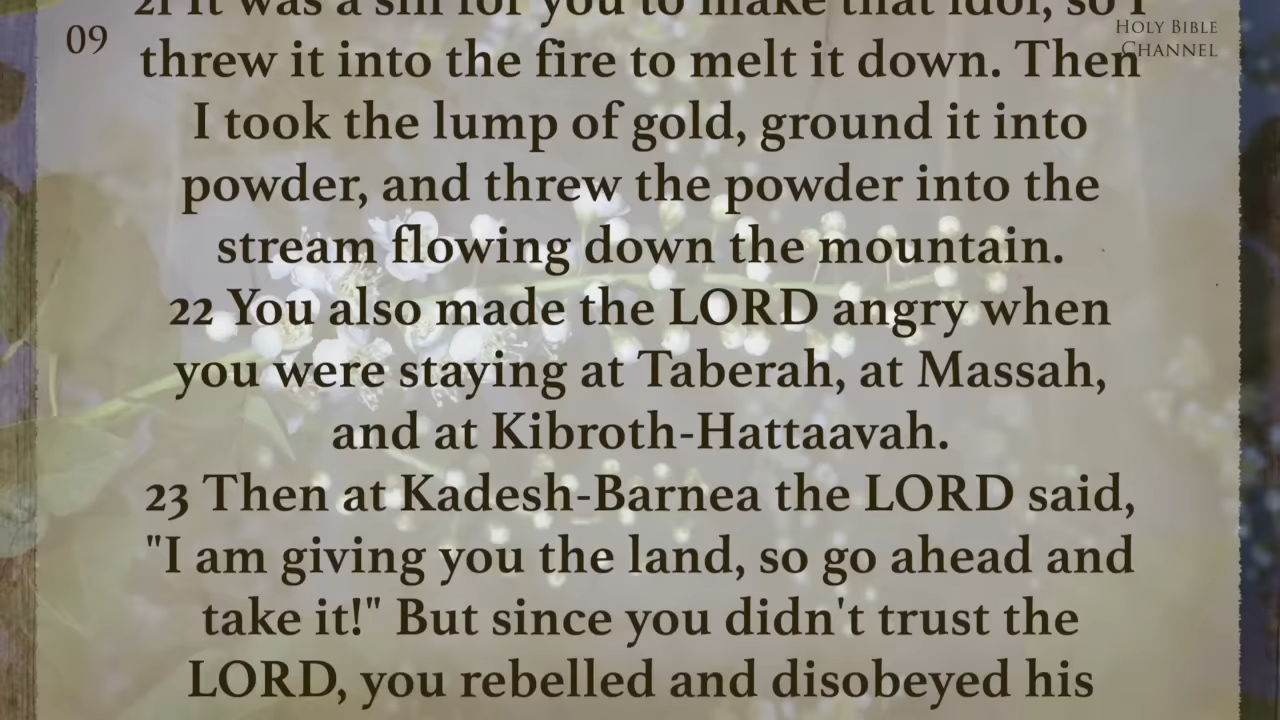 21 It was a sin for you to make that idol, so I
09
HOLY BIBLE
CHANNEL
threw it into the fire to melt it down. Then
I took the lump of gold, ground it into
powder, and threw the powder into the
stream flowing down the mountain.
22 You also made the LORD angry when
you were staying at Taberah, at Massah,
and at Kibroth-Hattaavah.
23 Then at Kadesh-Barnea the LORD said,
"I am giving you the land, so go ahead and
take it!" But since you didn't trust the
LORD, you rebelled and disobeyed his